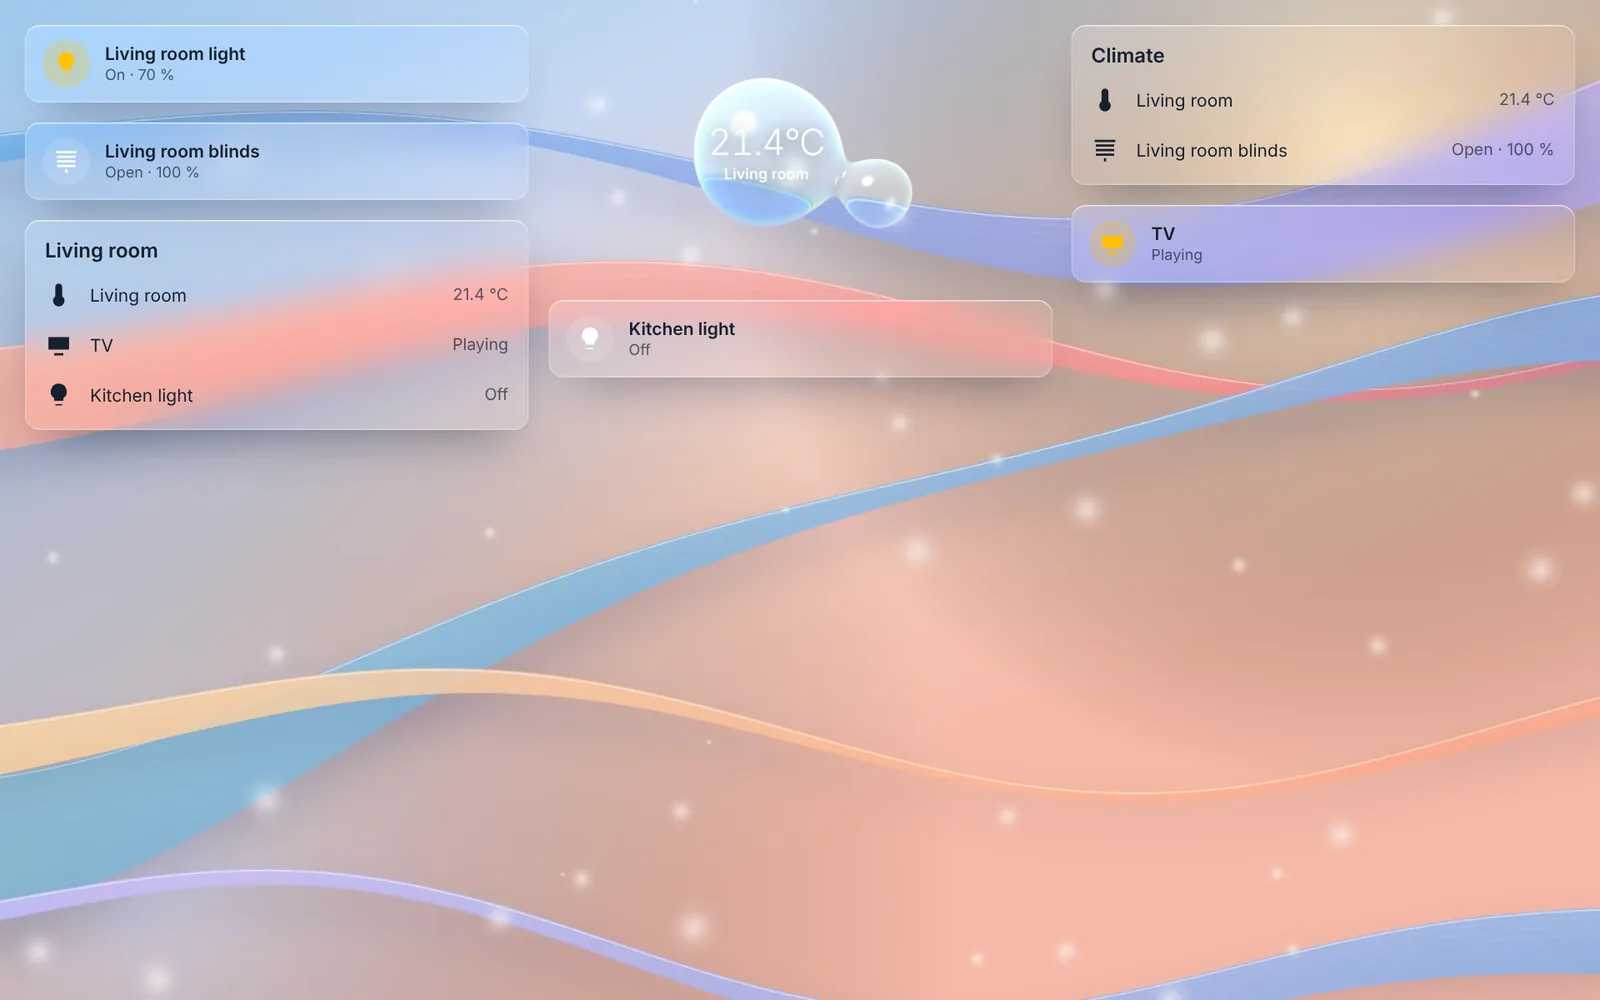 Living room light
On · 70 %
Living room blinds
Open · 100 %
Living room
Living room 21.4 °C
TV Playing
Kitchen light Off
21.4°C
Living room
Kitchen light
Off
Climate
Living room 21.4 °C
Living room blinds Open · 100 %
TV
Playing